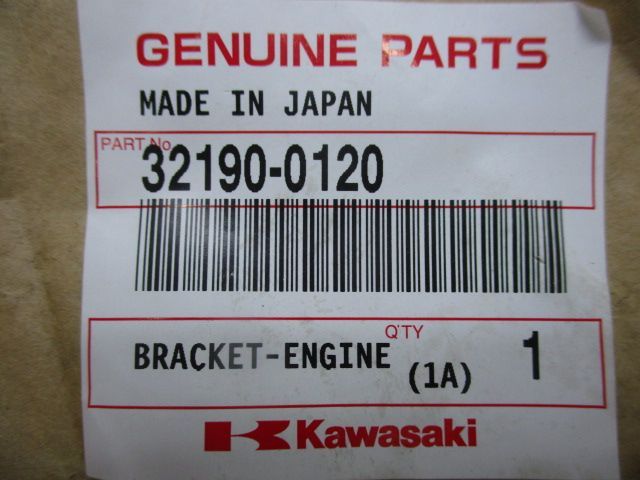 GENUINE PARTS
MADE IN JAPAN
PART No
32190-0120
Q'TY
BRACKET-ENGINE (1A) 1
Kawasaki